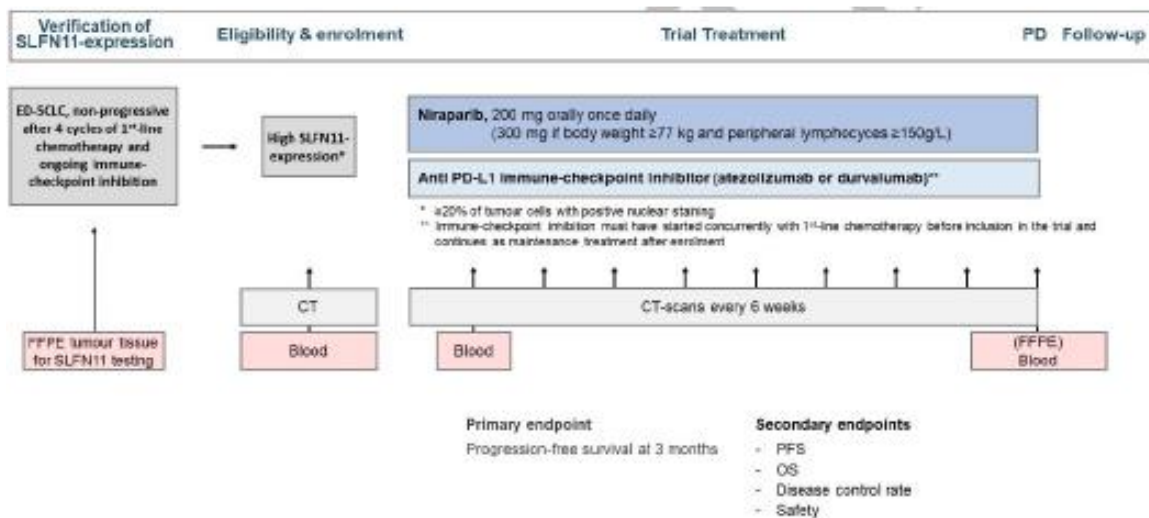 Verification of
SLFN11-expression
Eligibility & enrolment
Trial Treatment
PD
Follow-up
ED-SCLC, non-progressive
after 4 cycles of 1st-line
chemotherapy and
ongoing immune-
checkpoint inhibition
High SLFN11-
expression*
Niraparib, 200 mg orally once daily
(300 mg if body weight ≥77 kg and peripheral lymphocyces ≥150g/L)
Anti PD-L1 immune-checkpoint inhibitor (atezolizumab or durvalumab)**
* ≥20% of tumour cells with positive nuclear staining
** Immune-checkpoint inhibition must have started concurrently with 1st-line chemotherapy before inclusion in the trial and
continues as maintenance treatment after enrolment
CT
CT-scans every 6 weeks
FFPE tumour tissue
for SLFN11 testing
Blood
Blood
(FFPE)
Blood
Primary endpoint
Progression-free survival at 3 months
Secondary endpoints
- PFS
- OS
- Disease control rate
- Safety